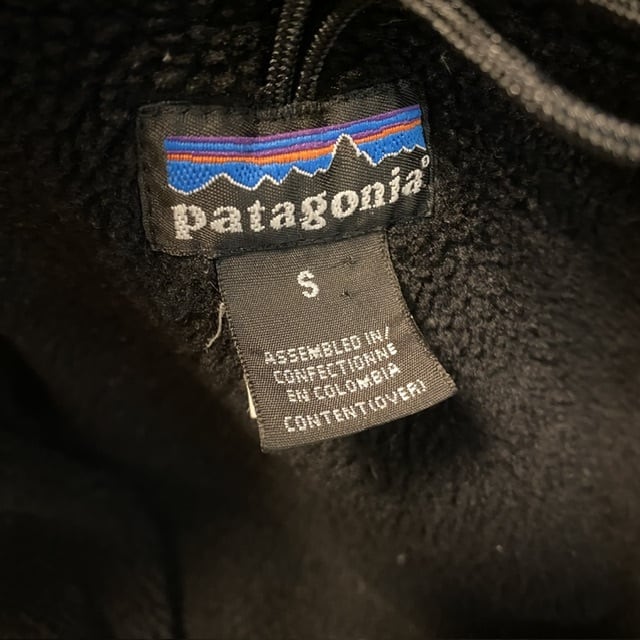 patagonia®
S
ASSEMBLED IN/
CONFECTIONNE
EN COLOMBIA
CONTENT(OVER)